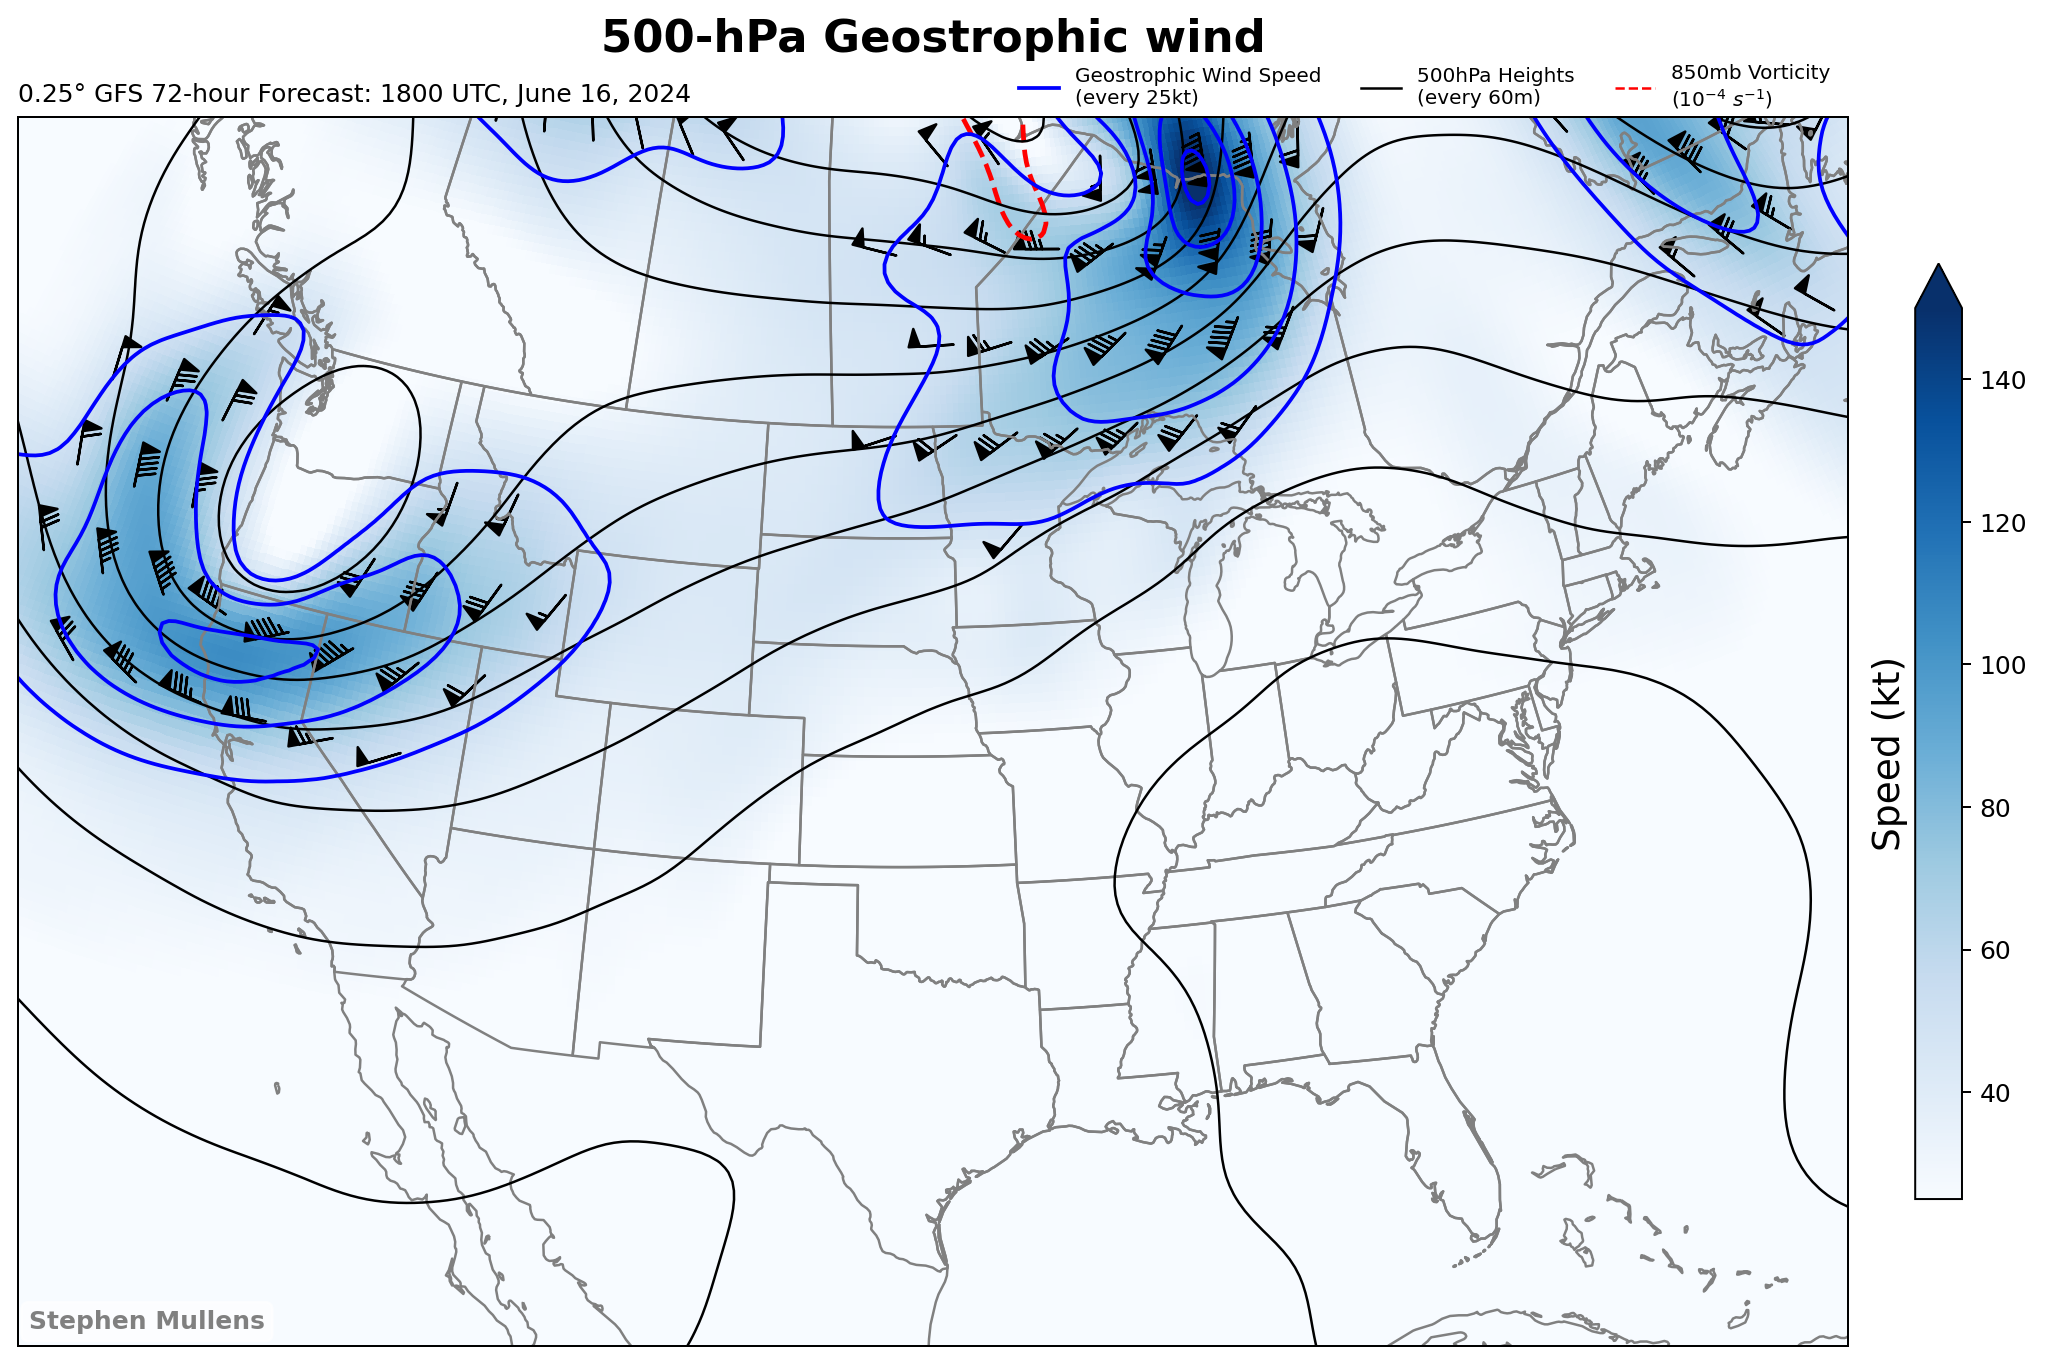 500-hPa Geostrophic wind
0.25° GFS 72-hour Forecast: 1800 UTC, June 16, 2024
Geostrophic Wind Speed
(every 25kt)
500hPa Heights
(every 60m)
850mb Vorticity
(10⁻⁴ s⁻¹)
140
120
100
80
60
40
Speed (kt)
Stephen Mullens